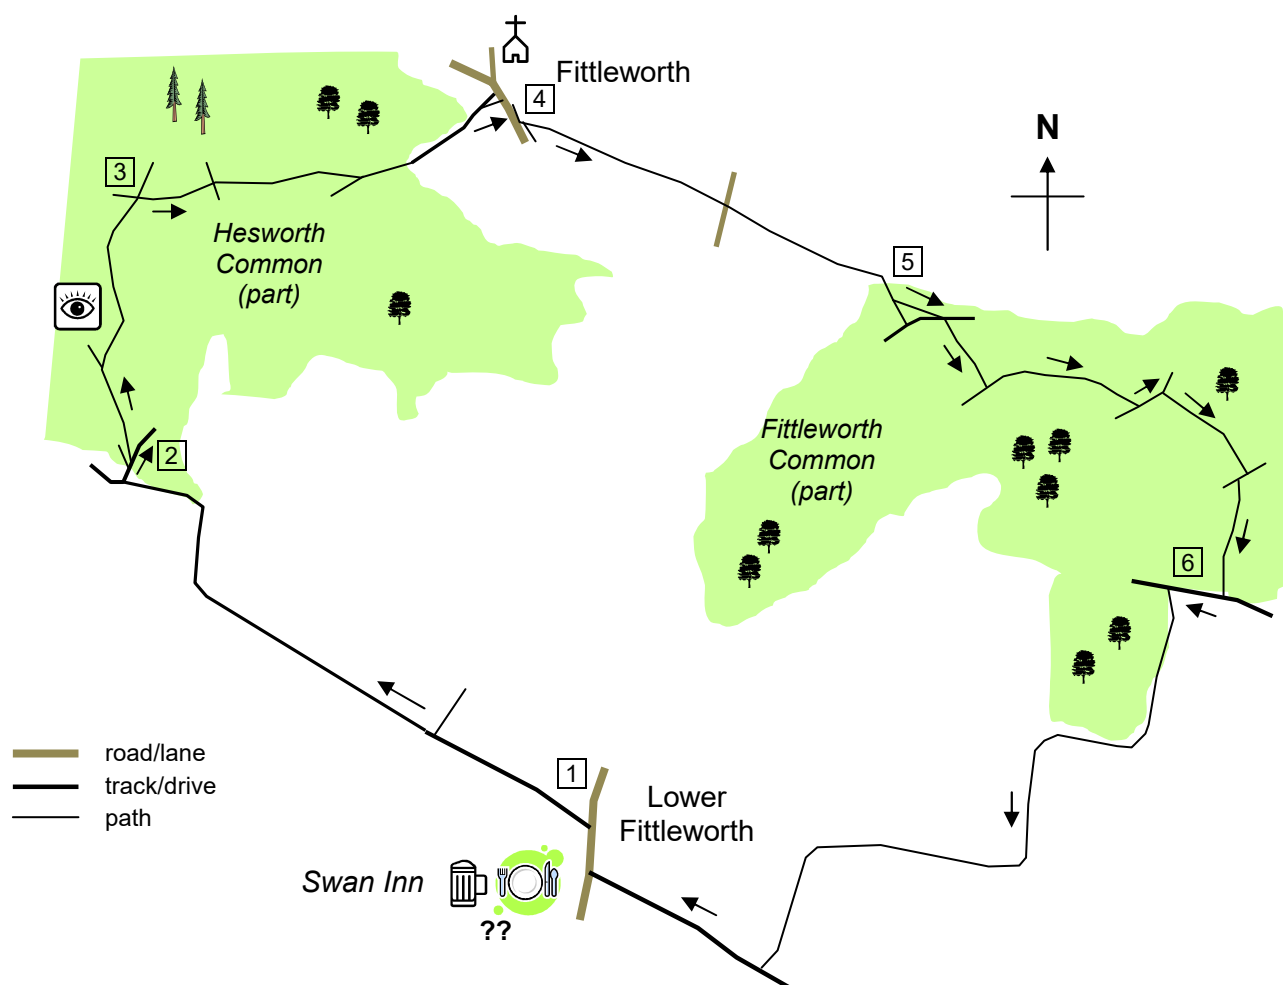 Fittleworth
4
N
3
Hesworth
Common
(part)
5
Fittleworth
Common
(part)
2
6
road/lane
track/drive
path
1
Lower
Fittleworth
Swan Inn
??